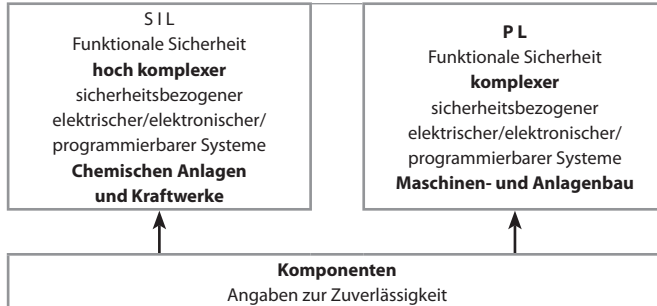 S I L
Funktionale Sicherheit
hoch komplexer
sicherheitsbezogener
elektrischer/elektronischer/
programmierbarer Systeme
Chemischen Anlagen
und Kraftwerke
P L
Funktionale Sicherheit
komplexer
sicherheitsbezogener
elektrischer/elektronischer/
programmierbarer Systeme
Maschinen- und Anlagenbau
Komponenten
Angaben zur Zuverlässigkeit